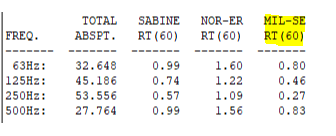 TOTAL SABINE NOR-ER MIL-SE
FREQ. ABSPT. RT(60) RT(60) RT(60)
------- ------- ------- ------- -------
63Hz: 32.648 0.99 1.60 0.80
125Hz: 45.186 0.74 1.22 0.46
250Hz: 53.556 0.57 1.09 0.27
500Hz: 27.764 0.99 1.56 0.83